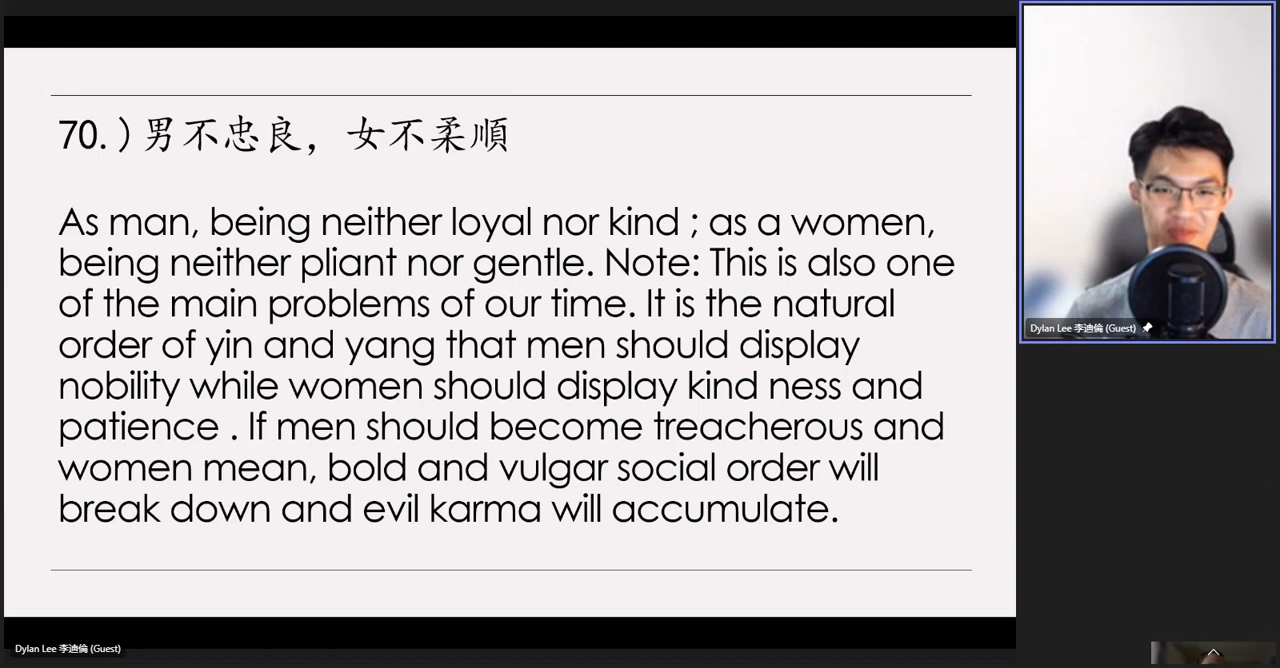 70.) 男不忠良，女不柔順
As man, being neither loyal nor kind ; as a women,
being neither pliant nor gentle. Note: This is also one
of the main problems of our time. It is the natural
order of yin and yang that men should display
nobility while women should display kind ness and
patience . If men should become treacherous and
women mean, bold and vulgar social order will
break down and evil karma will accumulate.
Dylan Lee 李迪倫 (Guest)
Dylan Lee 李迪倫 (Guest)